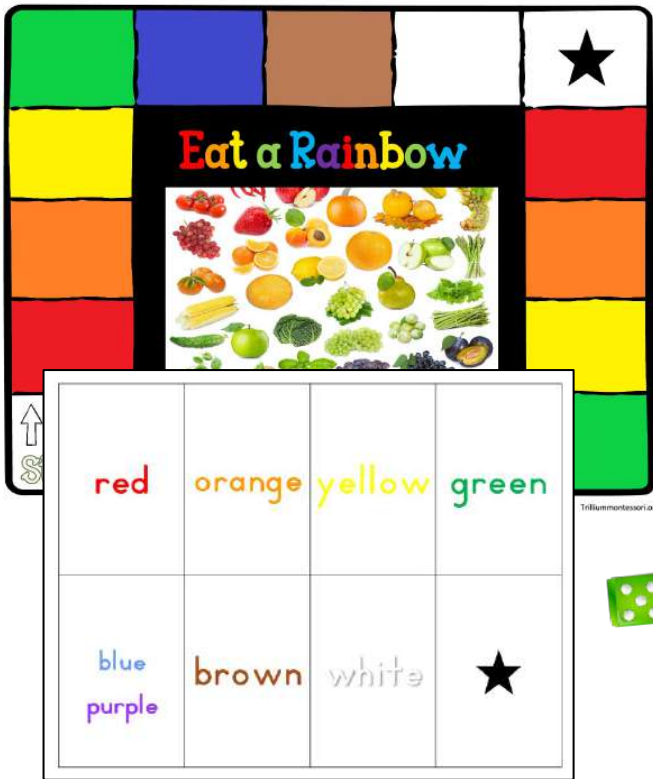 Eat a Rainbow
red orange yellow green
blue
purple
brown white